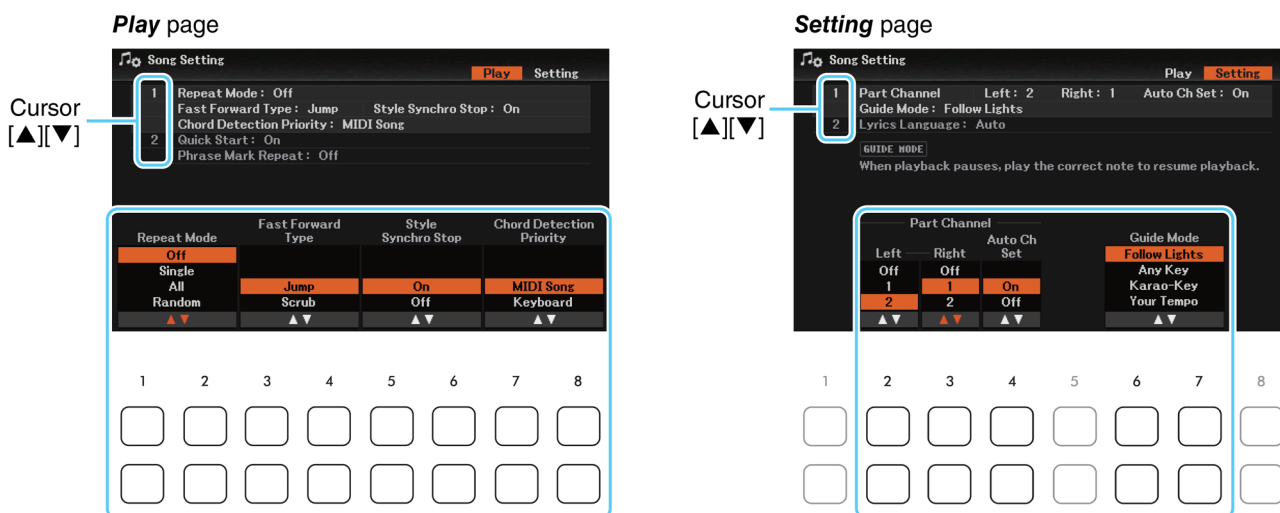 Play page
Song Setting
Play Setting
1 Repeat Mode : Off
Fast Forward Type : Jump Style Synchro Stop : On
Chord Detection Priority : MIDI Song
2 Quick Start : On
Phrase Mark Repeat : Off
Cursor
[▲][▼]
Repeat Mode
Off
Single
All
Random
▲ ▼
Fast Forward
Type
Jump
Scrub
▲ ▼
Style
Synchro Stop
On
Off
▲ ▼
Chord Detection
Priority
MIDI Song
Keyboard
▲ ▼
1 2 3 4 5 6 7 8
Setting page
Song Setting
Play Setting
1 Part Channel Left : 2 Right : 1 Auto Ch Set : On
Guide Mode : Follow Lights
2 Lyrics Language : Auto
GUIDE MODE
When playback pauses, play the correct note to resume playback.
Cursor
[▲][▼]
Part Channel
Left
Off
1
2
▲ ▼
Right
Off
1
2
▲ ▼
Auto Ch
Set
On
Off
▲ ▼
Guide Mode
Follow Lights
Any Key
Karao-Key
Your Tempo
▲ ▼
1 2 3 4 5 6 7 8